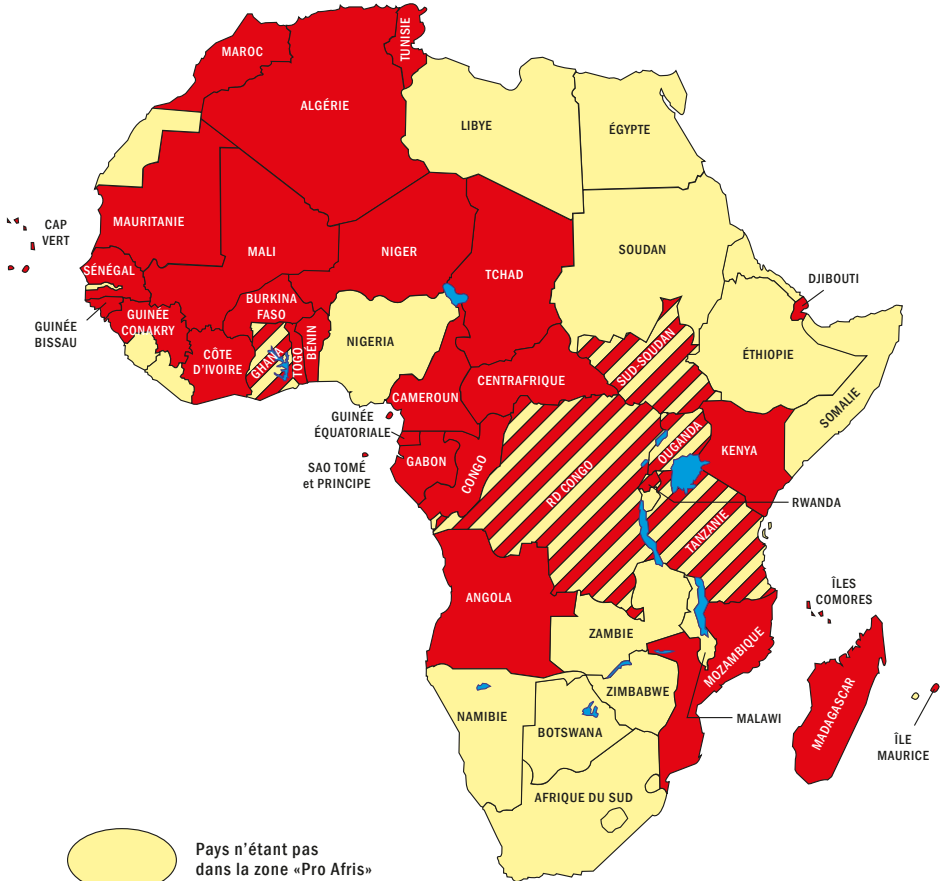 MAROC
TUNISIE
ALGÉRIE
LIBYE
ÉGYPTE
CAP
VERT
MAURITANIE
MALI
NIGER
TCHAD
SOUDAN
SÉNÉGAL
DJIBOUTI
GUINÉE
BISSAU
GUINÉE
CONAKRY
BURKINA
FASO
CÔTE
D'IVOIRE
GHANA
TOGO
BÉNIN
NIGERIA
SUD-SOUDAN
ÉTHIOPIE
SOMALIE
CENTRAFRIQUE
CAMEROUN
GUINÉE
ÉQUATORIALE
SAO TOMÉ
et PRINCIPE
GABON
CONGO
RD CONGO
OUGANDA
KENYA
RWANDA
TANZANIE
ANGOLA
ÎLES
COMORES
ZAMBIE
MOZAMBIQUE
MADAGASCAR
ZIMBABWE
MALAWI
NAMIBIE
BOTSWANA
ÎLE
MAURICE
AFRIQUE DU SUD
Pays n'étant pas
dans la zone «Pro Afris»